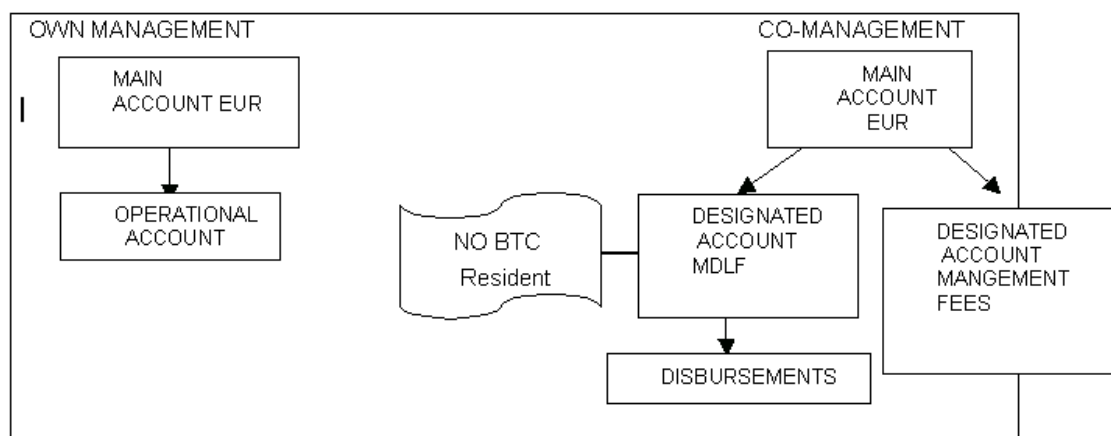 OWN MANAGEMENT
MAIN
ACCOUNT EUR
OPERATIONAL
ACCOUNT
CO-MANAGEMENT
MAIN
ACCOUNT
EUR
NO BTC
Resident
DESIGNATED
ACCOUNT
MDLF
DESIGNATED
ACCOUNT
MANGEMENT
FEES
DISBURSEMENTS